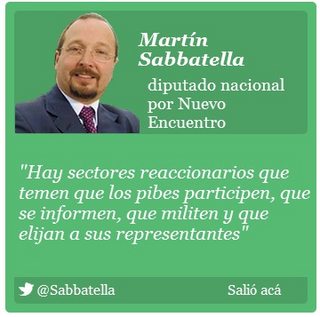 Martín
Sabbatella
diputado nacional
por Nuevo
Encuentro
"Hay sectores reaccionarios que
temen que los pibes participen, que
se informen, que militen y que
elijan a sus representantes"
@Sabbatella Salió acá